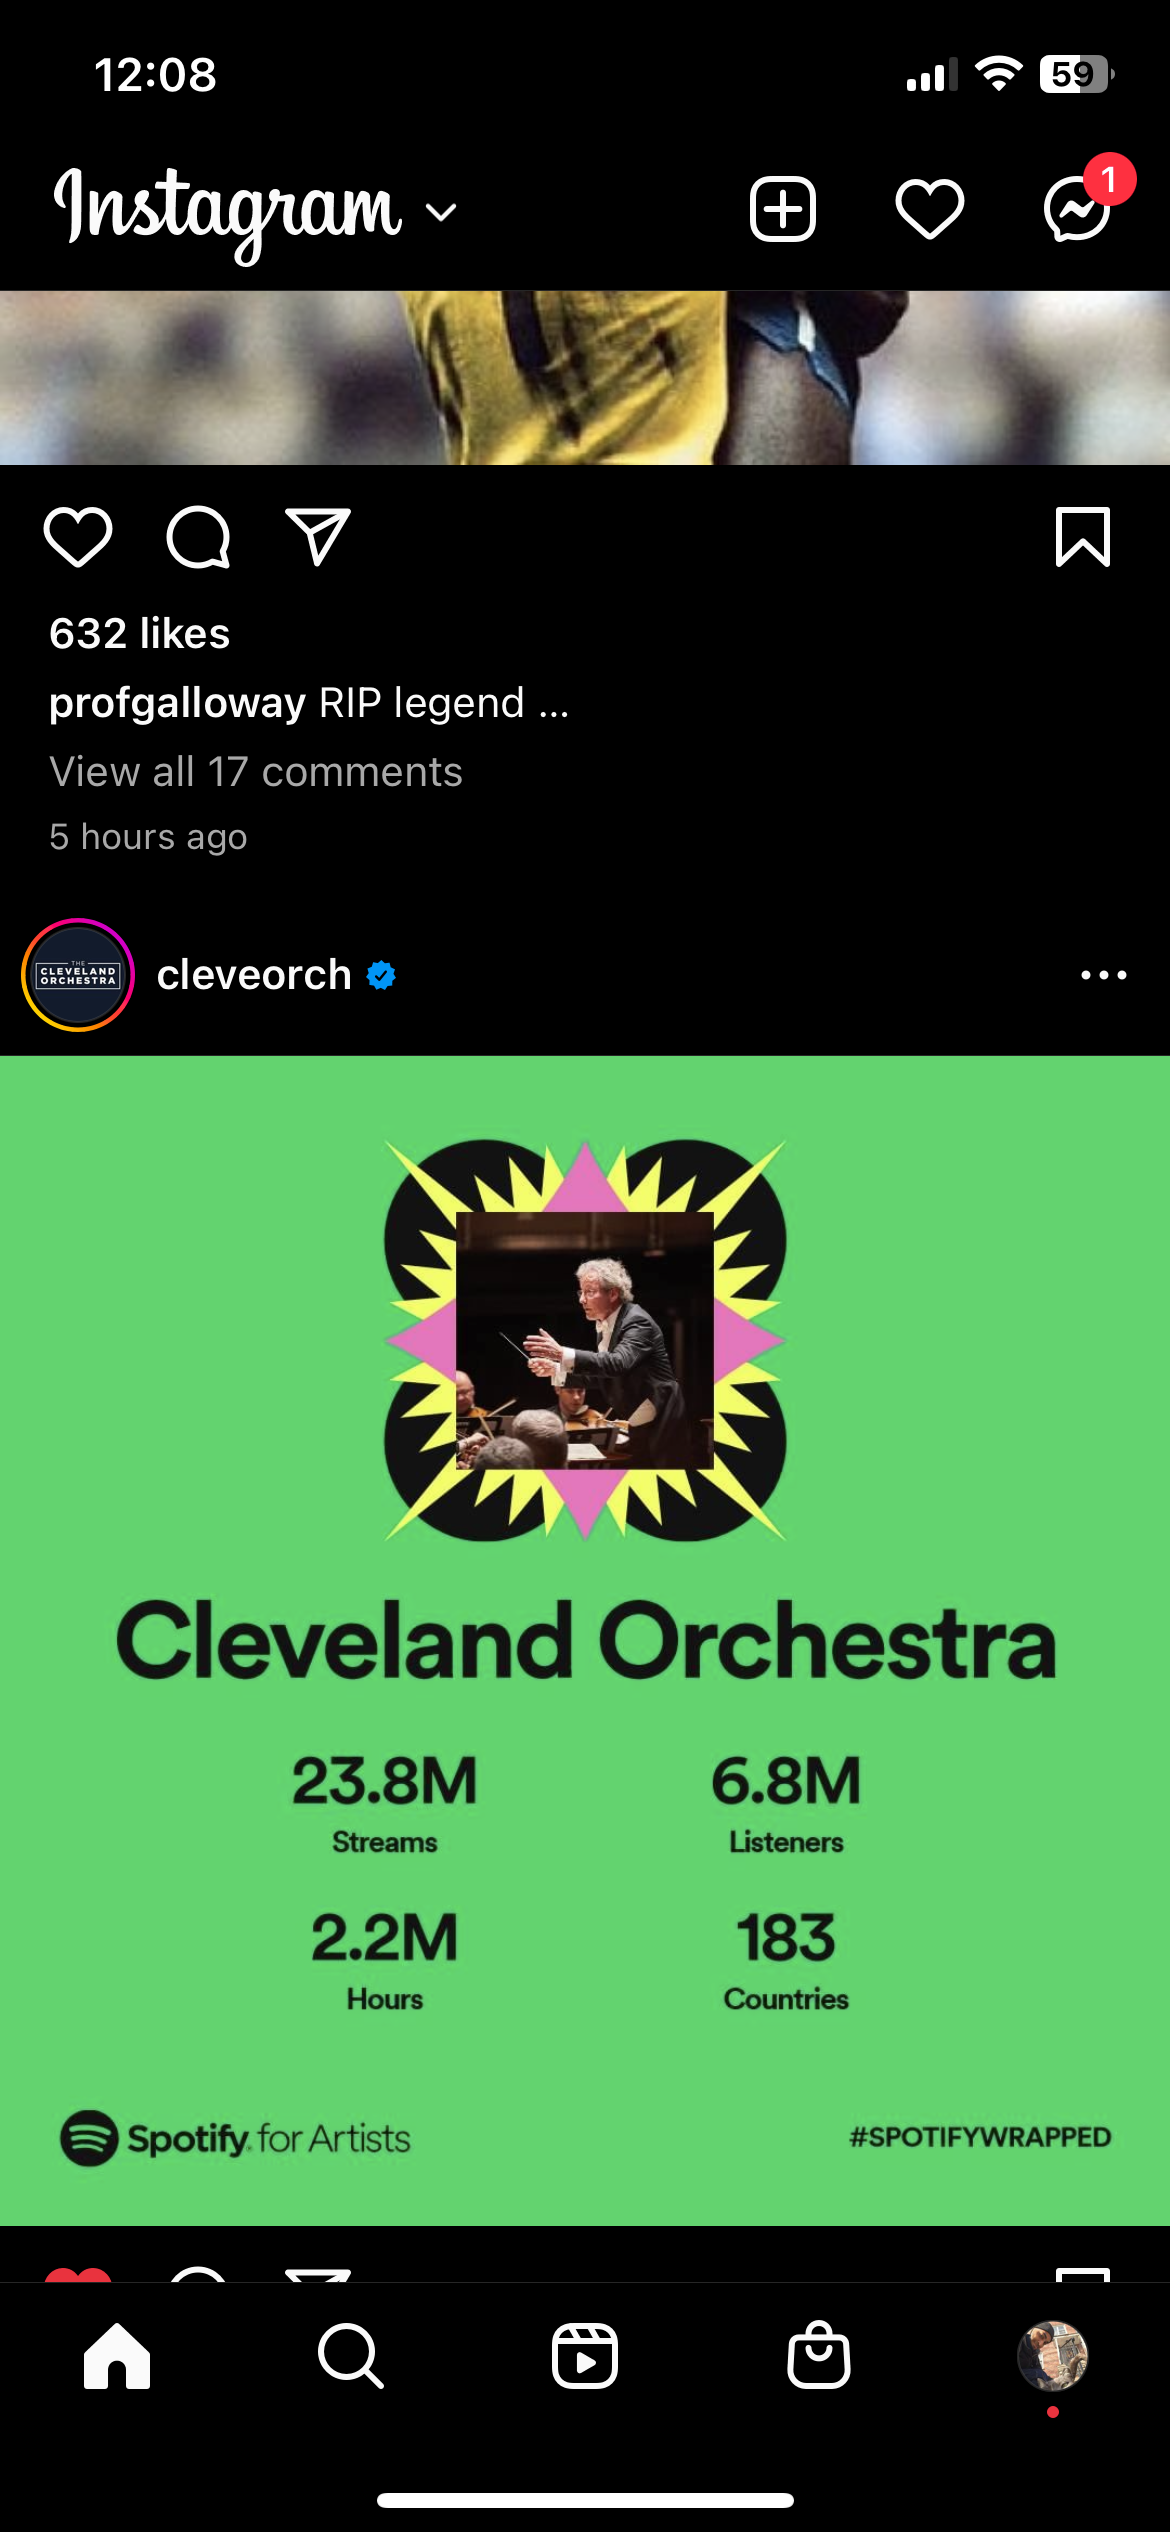 12:08
59
Instagram
1
632 likes
profgalloway RIP legend ...
View all 17 comments
5 hours ago
THE
CLEVELAND
ORCHESTRA
cleveorch
Cleveland Orchestra
23.8M 6.8M
Streams Listeners
2.2M 183
Hours Countries
Spotify for Artists #SPOTIFYWRAPPED